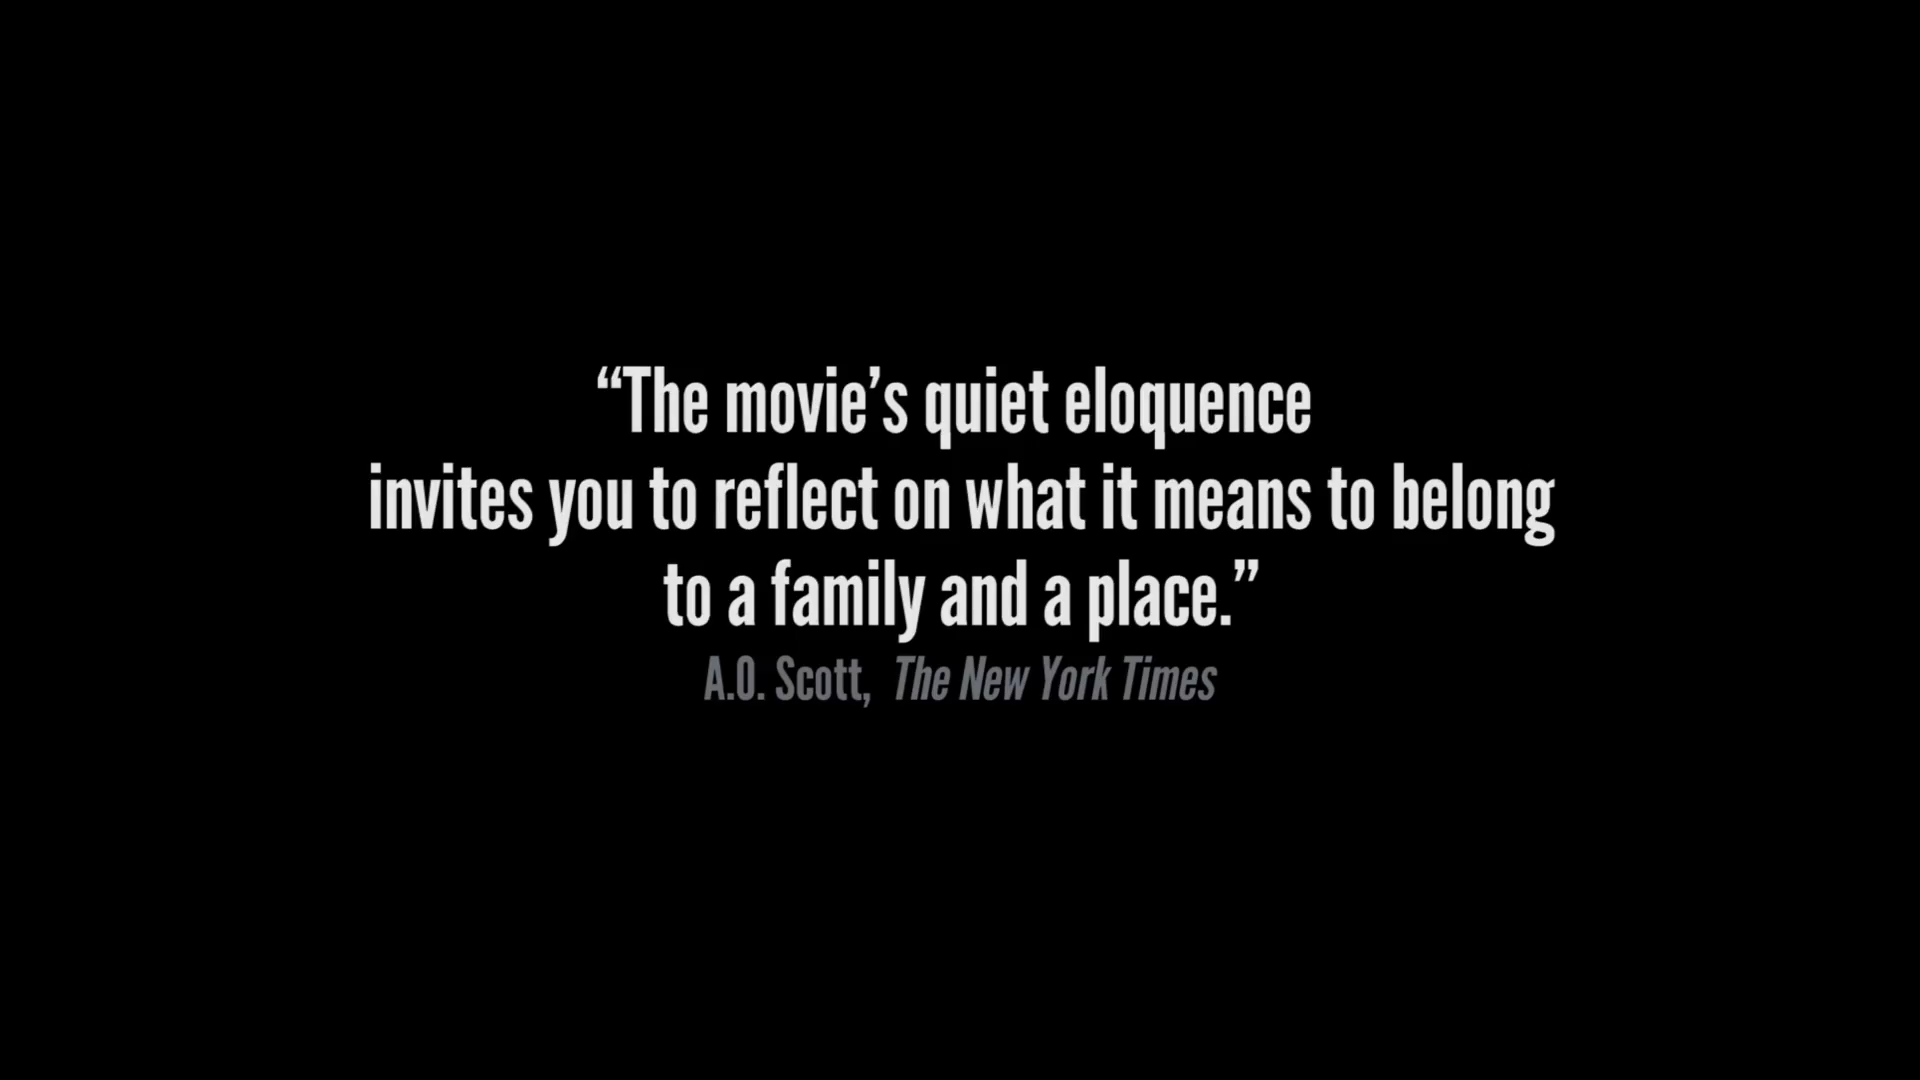 “The movie’s quiet eloquence
invites you to reflect on what it means to belong
to a family and a place.”
A.O. Scott, The New York Times